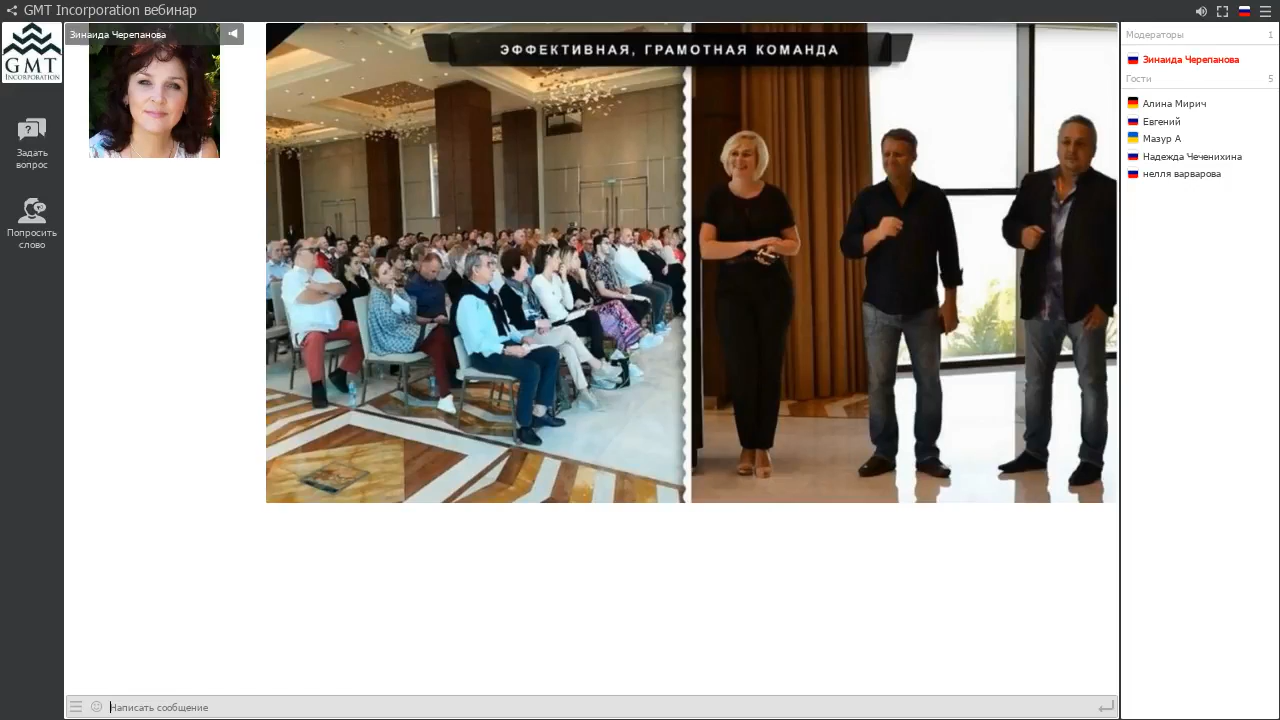 GMT Incorporation вебинар
GMT
INCORPORATION
Задать
вопрос
Попросить
слово
Зинаида Черепанова
ЭФФЕКТИВНАЯ, ГРАМОТНАЯ КОМАНДА
Написать сообщение
Модераторы 1
Зинаида Черепанова
Гости 5
Алина Мирич
Евгений
Мазур А
Надежда Чеченихина
нелля варварова